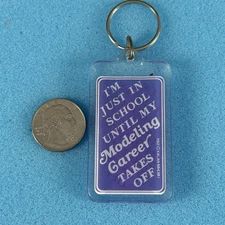 I'M
JUST IN
SCHOOL
UNTIL MY
Modeling
Career
TAKES
OFF